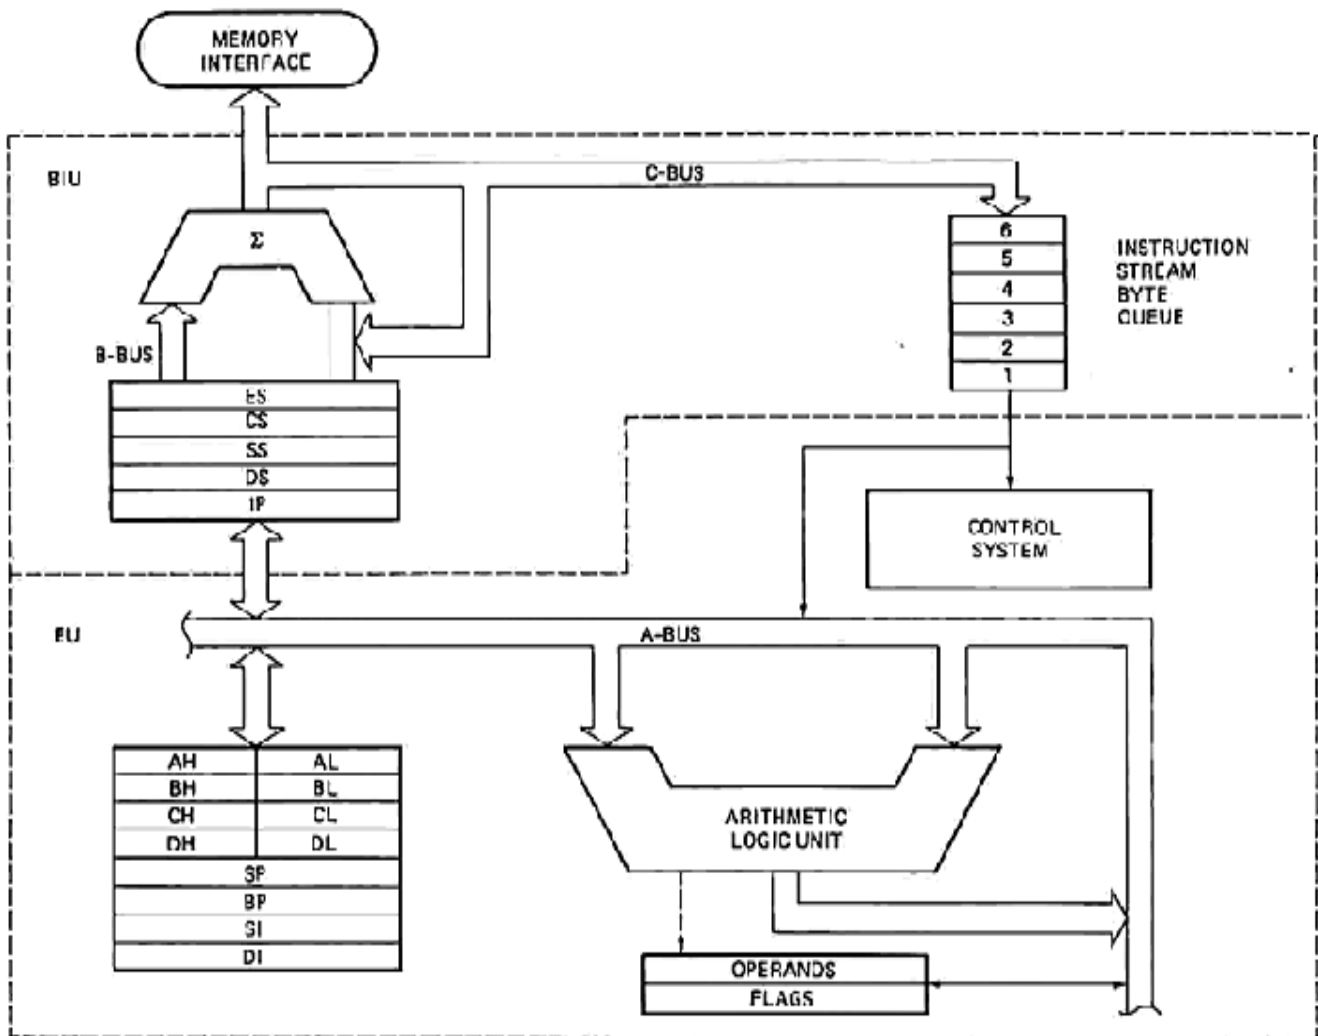 MEMORY
INTERFACE
BIU
C-BUS
Σ
6
5
4
3
2
1
INSTRUCTION
STREAM
BYTE
QUEUE
B-BUS
ES
CS
SS
DS
IP
CONTROL
SYSTEM
EU
A-BUS
AH AL
BH BL
CH CL
DH DL
SP
BP
SI
DI
ARITHMETIC
LOGIC UNIT
OPERANDS
FLAGS